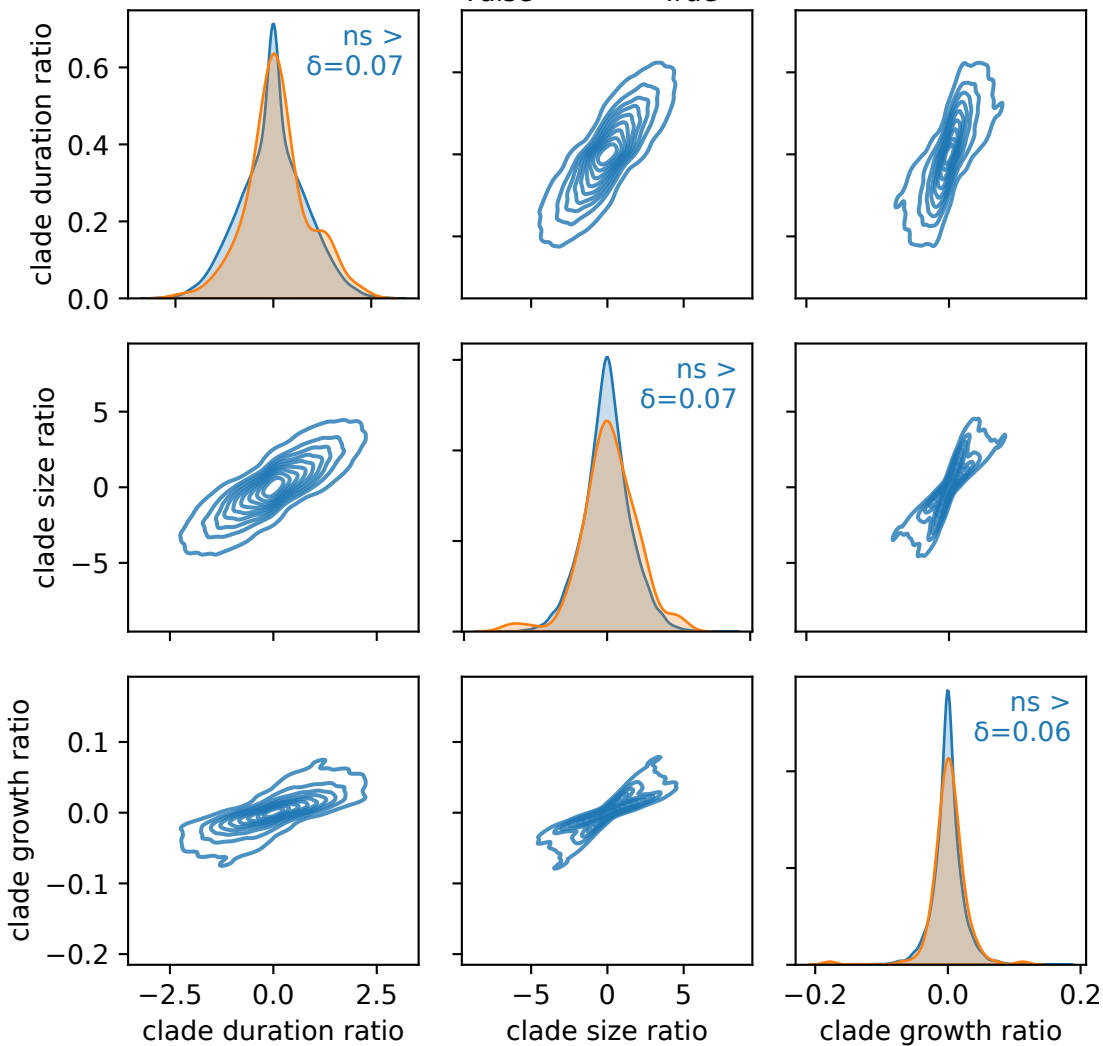 clade duration ratio
0.6
0.4
0.2
0.0
ns >
δ=0.07
clade size ratio
5
0
−5
ns >
δ=0.07
clade growth ratio
0.1
0.0
−0.1
−0.2
ns >
δ=0.06
−2.5 0.0 2.5
−5 0 5
−0.2 0.0 0.2
clade duration ratio
clade size ratio
clade growth ratio